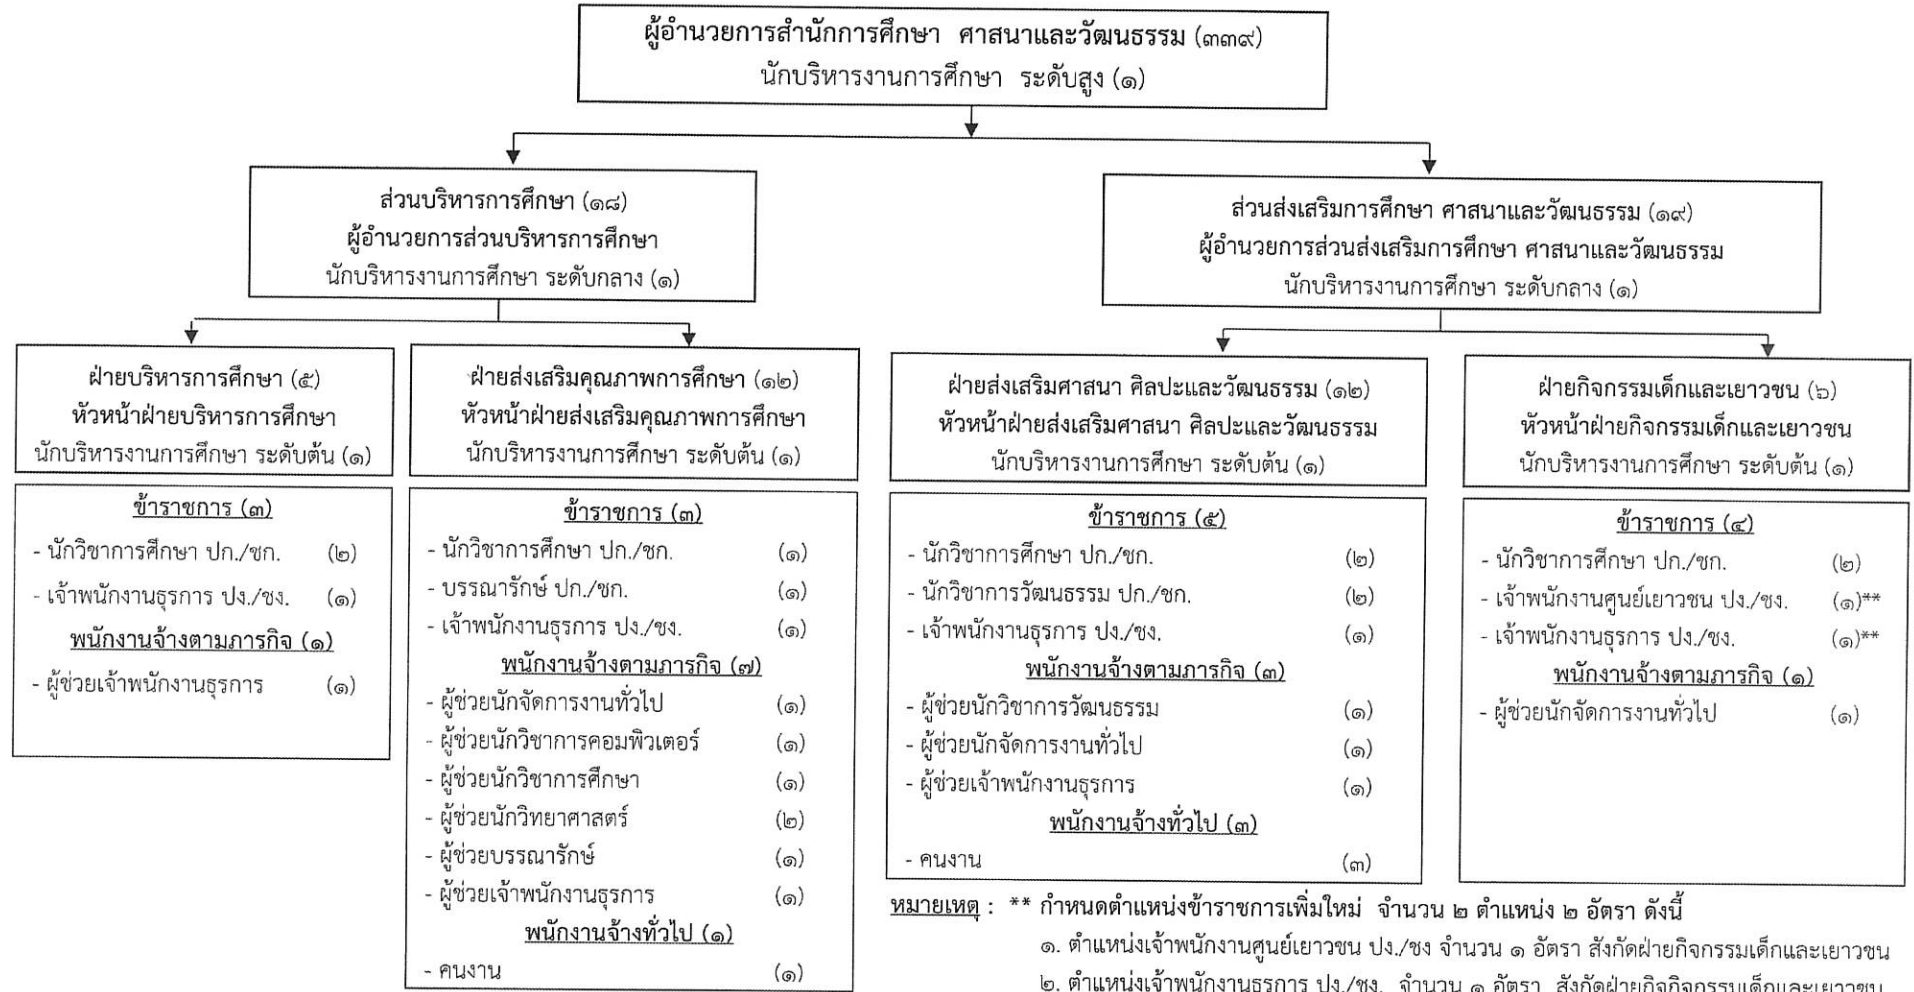 ผู้อำนวยการสำนักการศึกษา ศาสนาและวัฒนธรรม (๓๓๙)
นักบริหารงานการศึกษา ระดับสูง (๑)
ส่วนบริหารการศึกษา (๑๘)
ผู้อำนวยการส่วนบริหารการศึกษา
นักบริหารงานการศึกษา ระดับกลาง (๑)
ส่วนส่งเสริมการศึกษา ศาสนาและวัฒนธรรม (๑๙)
ผู้อำนวยการส่วนส่งเสริมการศึกษา ศาสนาและวัฒนธรรม
นักบริหารงานการศึกษา ระดับกลาง (๑)
ฝ่ายบริหารการศึกษา (๕)
หัวหน้าฝ่ายบริหารการศึกษา
นักบริหารงานการศึกษา ระดับต้น (๑)
ข้าราชการ (๓)
- นักวิชาการศึกษา ปก./ชก. (๒)
- เจ้าพนักงานธุรการ ปง./ชง. (๑)
พนักงานจ้างตามภารกิจ (๑)
- ผู้ช่วยเจ้าพนักงานธุรการ (๑)
ฝ่ายส่งเสริมคุณภาพการศึกษา (๑๒)
หัวหน้าฝ่ายส่งเสริมคุณภาพการศึกษา
นักบริหารงานการศึกษา ระดับต้น (๑)
ข้าราชการ (๓)
- นักวิชาการศึกษา ปก./ชก. (๑)
- บรรณารักษ์ ปก./ชก. (๑)
- เจ้าพนักงานธุรการ ปง./ชง. (๑)
พนักงานจ้างตามภารกิจ (๗)
- ผู้ช่วยนักจัดการงานทั่วไป (๑)
- ผู้ช่วยนักวิชาการคอมพิวเตอร์ (๑)
- ผู้ช่วยนักวิชาการศึกษา (๑)
- ผู้ช่วยนักวิทยาศาสตร์ (๒)
- ผู้ช่วยบรรณารักษ์ (๑)
- ผู้ช่วยเจ้าพนักงานธุรการ (๑)
พนักงานจ้างทั่วไป (๑)
- คนงาน (๑)
ฝ่ายส่งเสริมศาสนา ศิลปะและวัฒนธรรม (๑๒)
หัวหน้าฝ่ายส่งเสริมศาสนา ศิลปะและวัฒนธรรม
นักบริหารงานการศึกษา ระดับต้น (๑)
ข้าราชการ (๕)
- นักวิชาการศึกษา ปก./ชก. (๒)
- นักวิชาการวัฒนธรรม ปก./ชก. (๒)
- เจ้าพนักงานธุรการ ปง./ชง. (๑)
พนักงานจ้างตามภารกิจ (๓)
- ผู้ช่วยนักวิชาการวัฒนธรรม (๑)
- ผู้ช่วยนักจัดการงานทั่วไป (๑)
- ผู้ช่วยเจ้าพนักงานธุรการ (๑)
พนักงานจ้างทั่วไป (๓)
- คนงาน (๓)
ฝ่ายกิจกรรมเด็กและเยาวชน (๖)
หัวหน้าฝ่ายกิจกรรมเด็กและเยาวชน
นักบริหารงานการศึกษา ระดับต้น (๑)
ข้าราชการ (๔)
- นักวิชาการศึกษา ปก./ชก. (๒)
- เจ้าพนักงานศูนย์เยาวชน ปง./ชง. (๑)**
- เจ้าพนักงานธุรการ ปง./ชง. (๑)**
พนักงานจ้างตามภารกิจ (๑)
- ผู้ช่วยนักจัดการงานทั่วไป (๑)
หมายเหตุ : ** กำหนดตำแหน่งข้าราชการเพิ่มใหม่ จำนวน ๒ ตำแหน่ง ๒ อัตรา ดังนี้
๑. ตำแหน่งเจ้าพนักงานศูนย์เยาวชน ปง./ชง จำนวน ๑ อัตรา สังกัดฝ่ายกิจกรรมเด็กและเยาวชน
๒. ตำแหน่งเจ้าพนักงานธุรการ ปง./ชง. จำนวน ๑ อัตรา สังกัดฝ่ายกิจกิจกรรมเด็กและเยาวชน